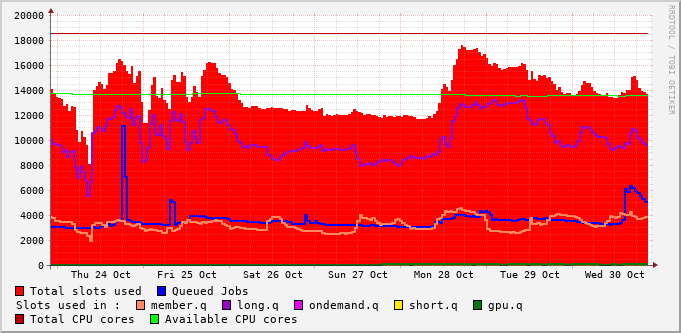 20000
18000
16000
14000
12000
10000
8000
6000
4000
2000
0
Thu 24 Oct Fri 25 Oct Sat 26 Oct Sun 27 Oct Mon 28 Oct Tue 29 Oct Wed 30 Oct
RRDTOOL / TOBI OETIKER
Total slots used Queued Jobs
Slots used in : member.q long.q ondemand.q short.q gpu.q
Total CPU cores Available CPU cores